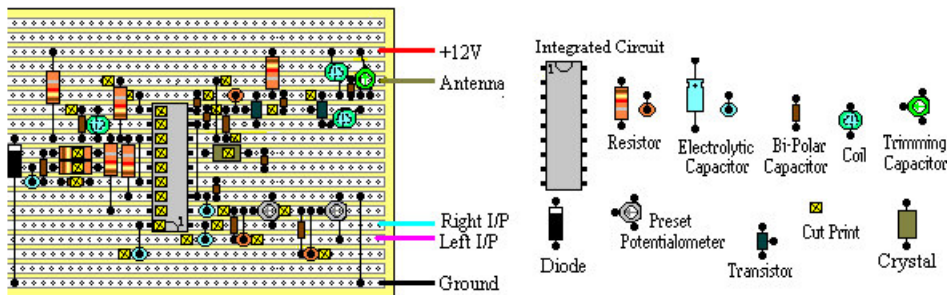 +12V
Antenna
Right I/P
Left I/P
Ground
1
Integrated Circuit
1
Resistor
Electrolytic
Capacitor
Bi-Polar
Capacitor
Coil
Trimming
Capacitor
Diode
Preset
Potentialometer
Transistor
Cut Print
Crystal